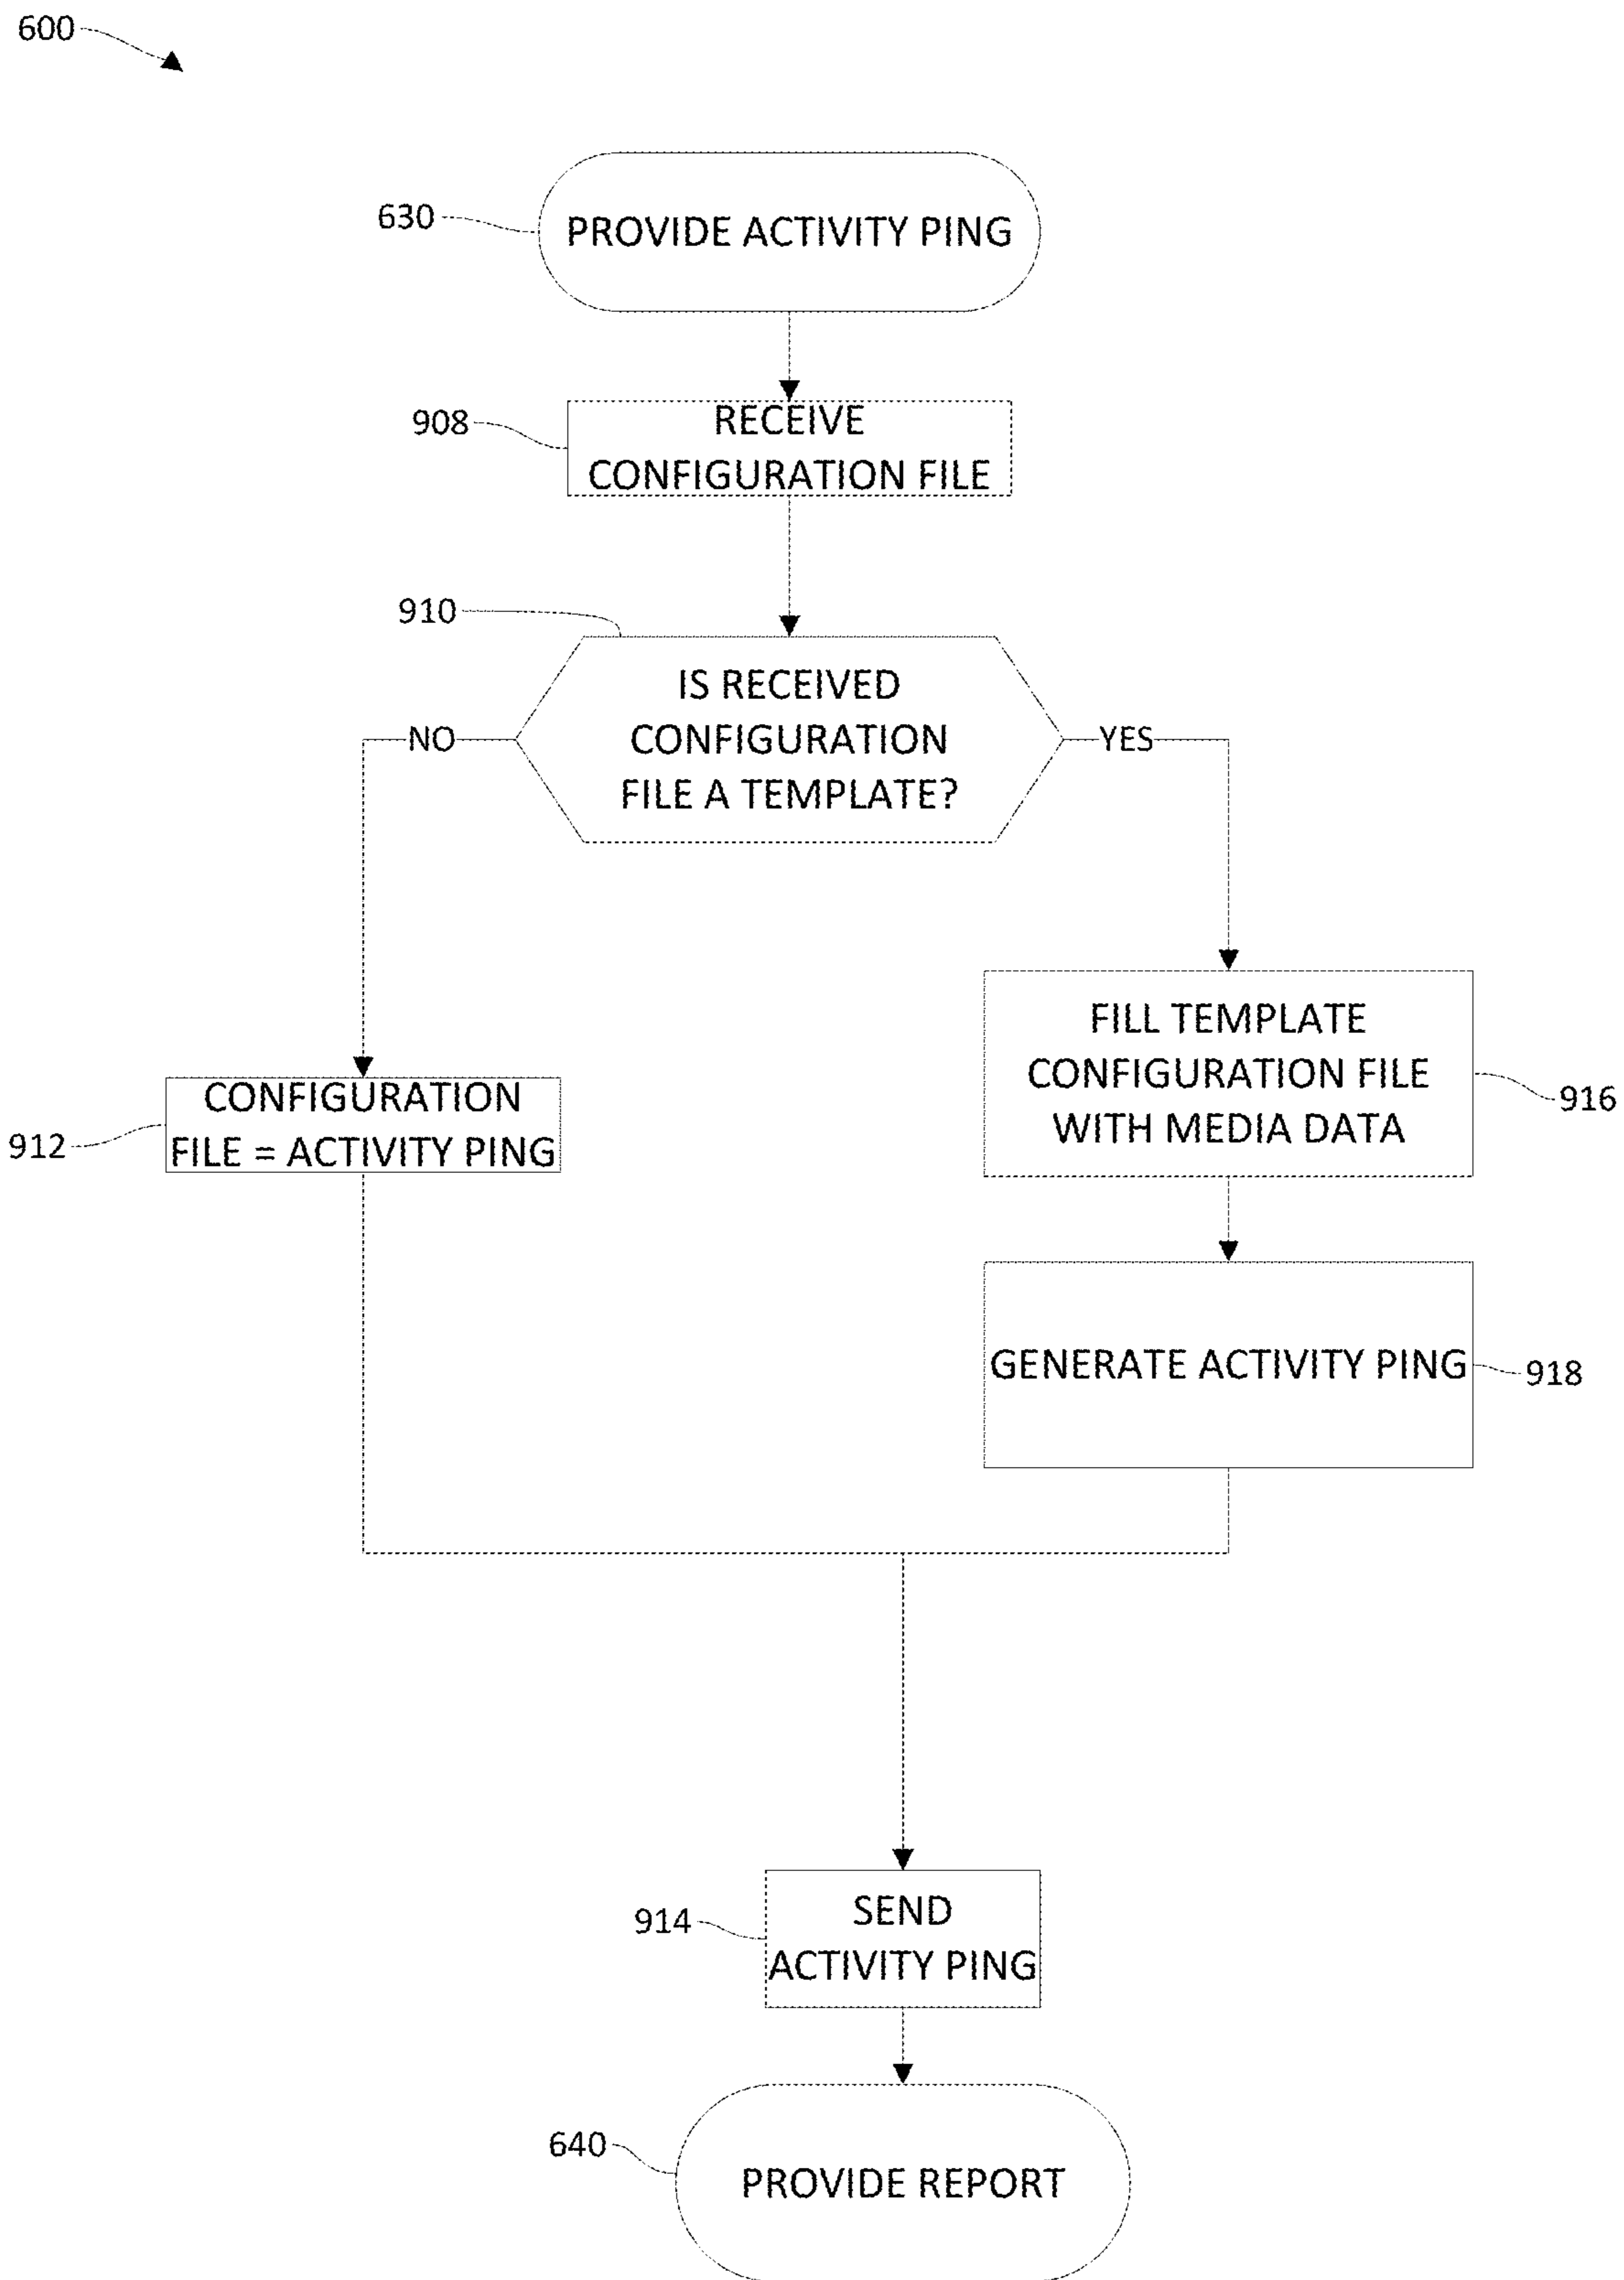 600
630
PROVIDE ACTIVITY PING
908
RECEIVE
CONFIGURATION FILE
910
IS RECEIVED
CONFIGURATION
FILE A TEMPLATE?
NO
YES
FILL TEMPLATE
CONFIGURATION FILE
WITH MEDIA DATA
916
912
CONFIGURATION
FILE = ACTIVITY PING
GENERATE ACTIVITY PING
918
914
SEND
ACTIVITY PING
640
PROVIDE REPORT